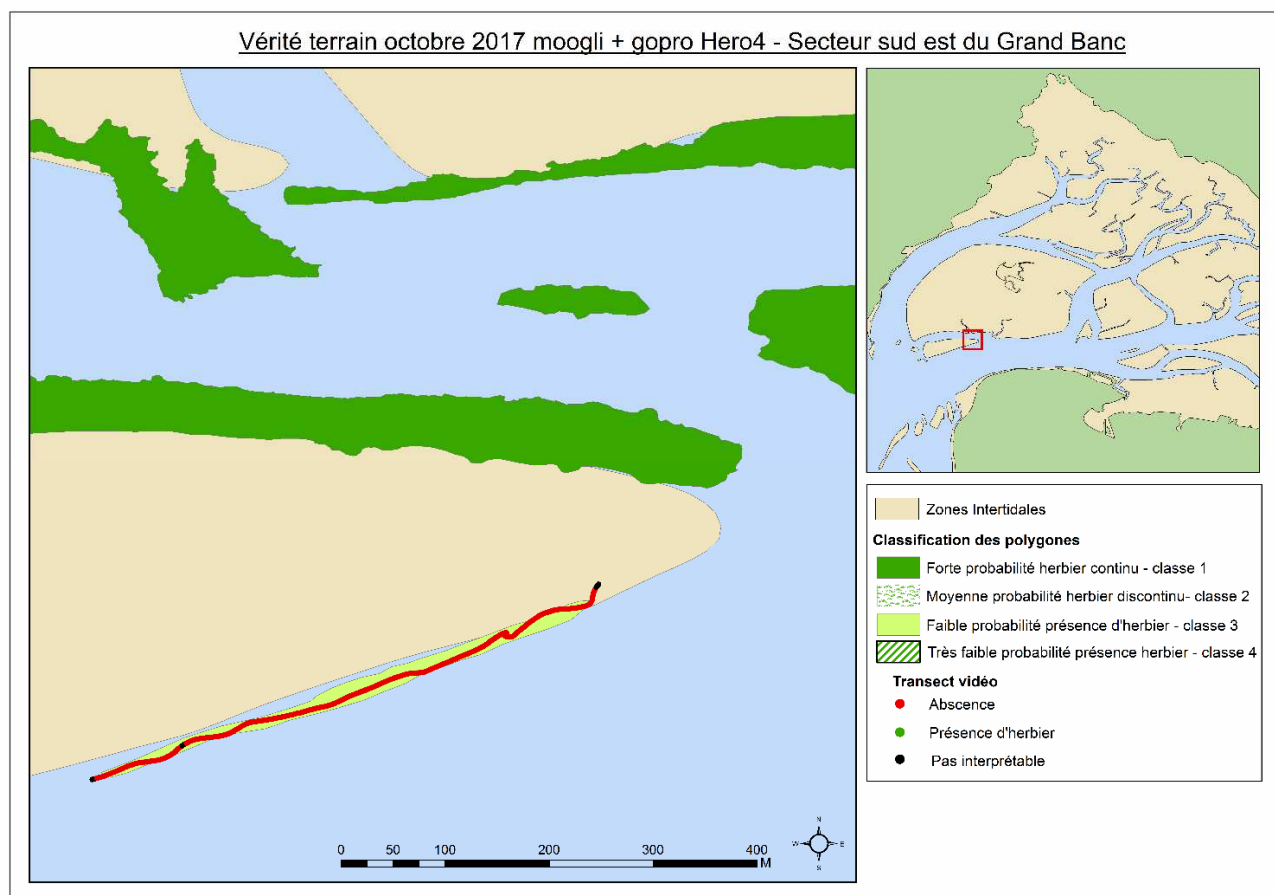 Vérité terrain octobre 2017 moogli + gopro Hero4 - Secteur sud est du Grand Banc
Zones Intertidales
Classification des polygones
Forte probabilité herbier continu - classe 1
Moyenne probabilité herbier discontinu- classe 2
Faible probabilité présence d'herbier - classe 3
Très faible probabilité présence herbier - classe 4
Transect vidéo
Abscence
Présence d'herbier
Pas interprétable
N
W E
S
0 50 100 200 300 400
M